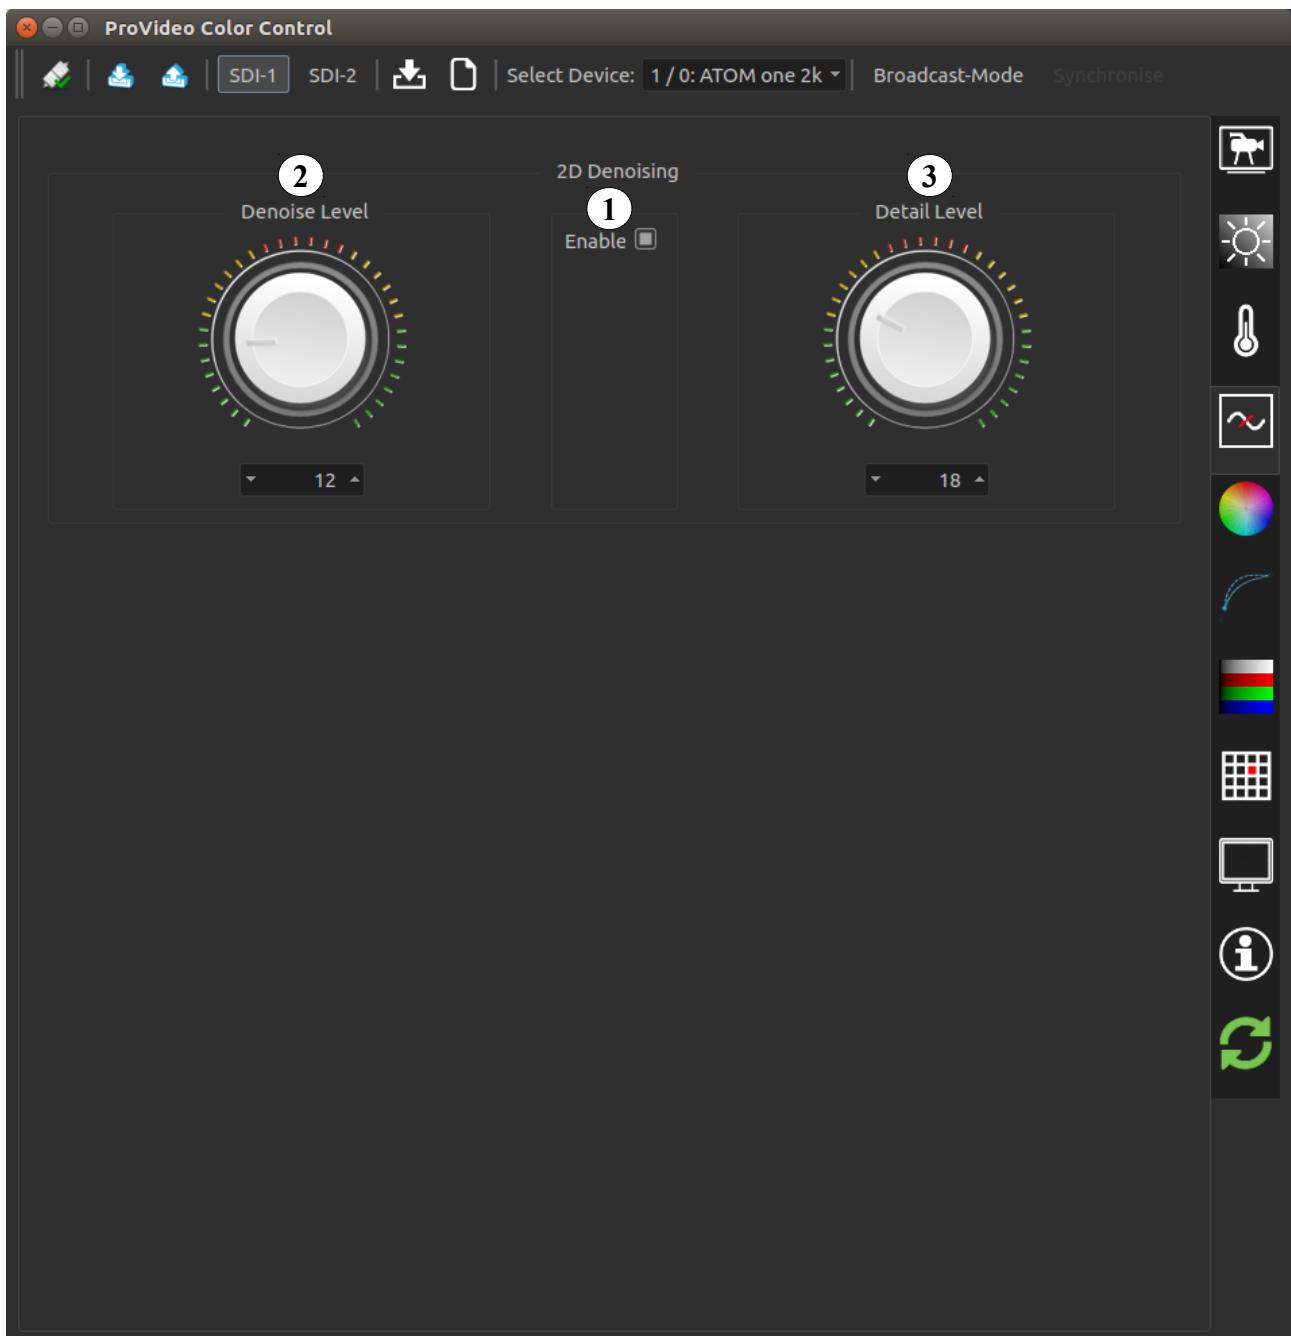 ProVideo Color Control
SDI-1 SDI-2 Select Device: 1 / 0: ATOM one 2k Broadcast-Mode Synchronise
2D Denoising
2 1 3
Denoise Level Enable Detail Level
12 18